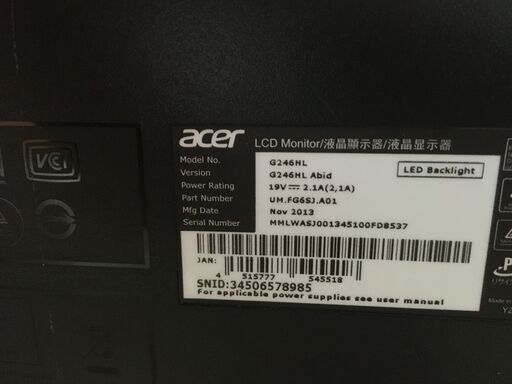 acer LCD Monitor/液晶顯示器/液晶显示器
Model No. G246HL
Version G246HL Abid
LED Backlight
Power Rating 19V 2.1A(2,1A)
Part Number UM.FG6SJ.A01
Mfg Date Nov 2013
Serial Number MMLWASJ001345100FD8537
JAN:
4 515777 545518
SNID:34506578985
For applicable power supplies see user manual
VCI
Made in